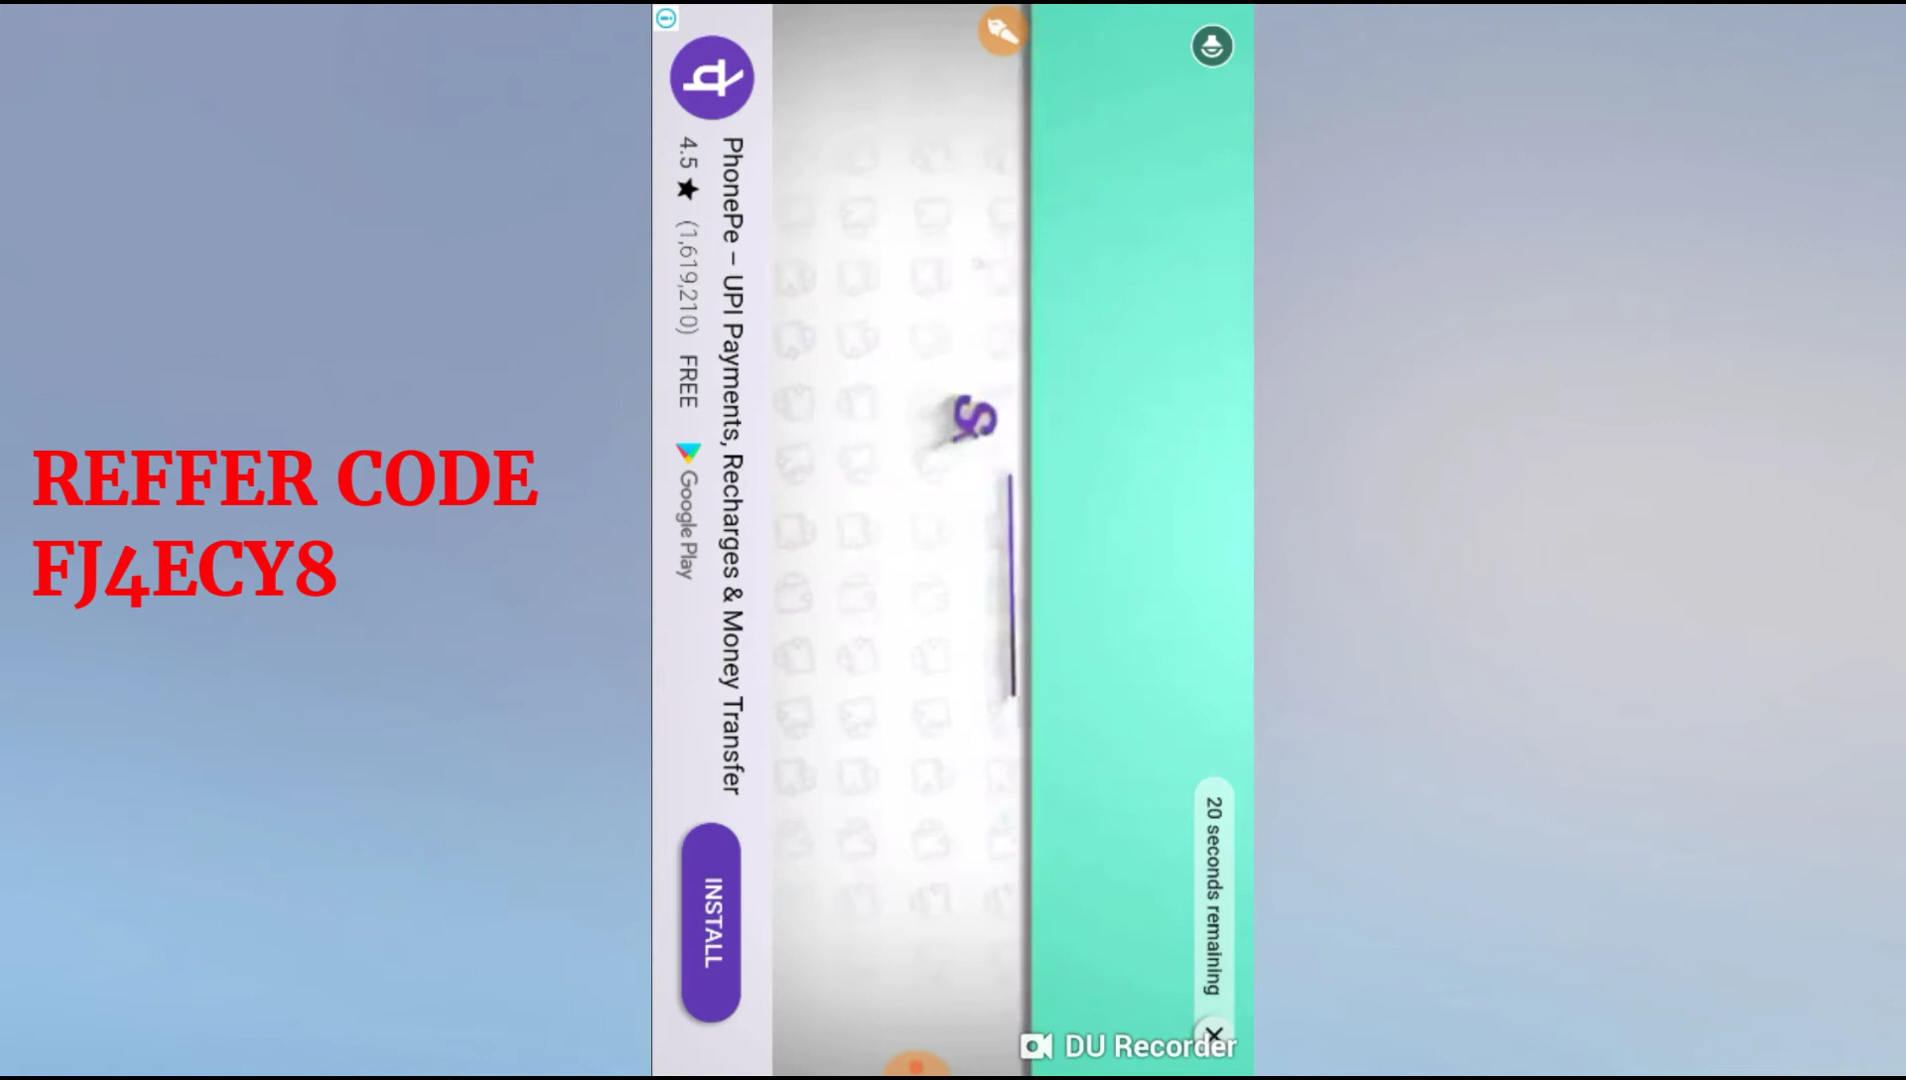 REFFER CODE
FJ4ECY8
PhonePe – UPI Payments, Recharges & Money Transfer
4.5 ★ (1,619,210) FREE Google Play
INSTALL
20 seconds remaining
DU Recorder